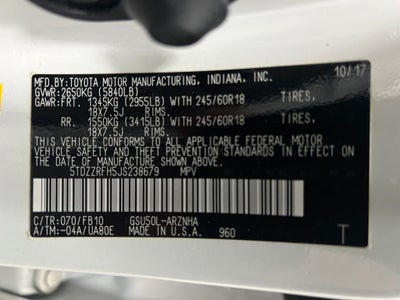 MFD. BY: TOYOTA MOTOR MANUFACTURING, INDIANA, INC. 10/17
GVWR: 2650KG (5840LB)
GAWR: FRT. 1345KG (2955LB) WITH 245/60R18 TIRES,
18X7.5J RIMS,
RR. 1550KG (3415LB) WITH 245/60R18 TIRES,
18X7.5J RIMS,
THIS VEHICLE CONFORMS TO ALL APPLICABLE FEDERAL MOTOR
VEHICLE SAFETY AND THEFT PREVENTION STANDARDS IN EFFECT
ON THE DATE OF MANUFACTURE SHOWN ABOVE.
5TDZZRFH5JS238679 MPV
C/TR: 070/FB10 GSU50L-ARZNHA
A/TM: -04A/UA80E MADE IN U.S.A. 960 T